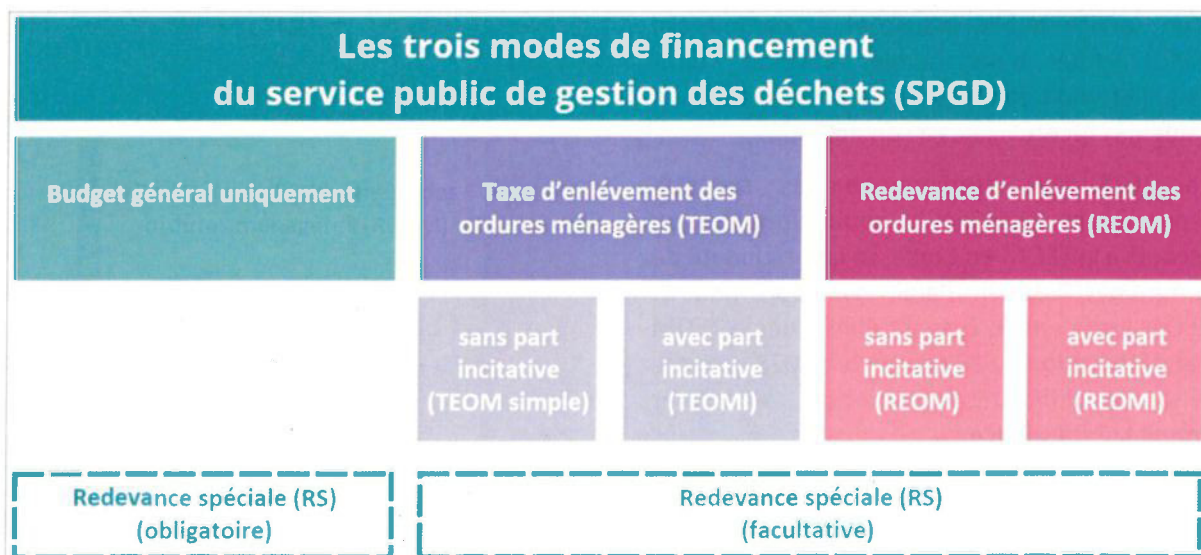 Les trois modes de financement
du service public de gestion des déchets (SPGD)
Budget général uniquement
Taxe d'enlévement des
ordures ménagères (TEOM)
Redevance d'enlévement des
ordures ménagères (REOM)
sans part
incitative
(TEOM simple)
avec part
incitative
(TEOMI)
sans part
incitative
(REOM)
avec part
incitative
(REOMI)
Redevance spéciale (RS)
(obligatoire)
Redevance spéciale (RS)
(facultative)